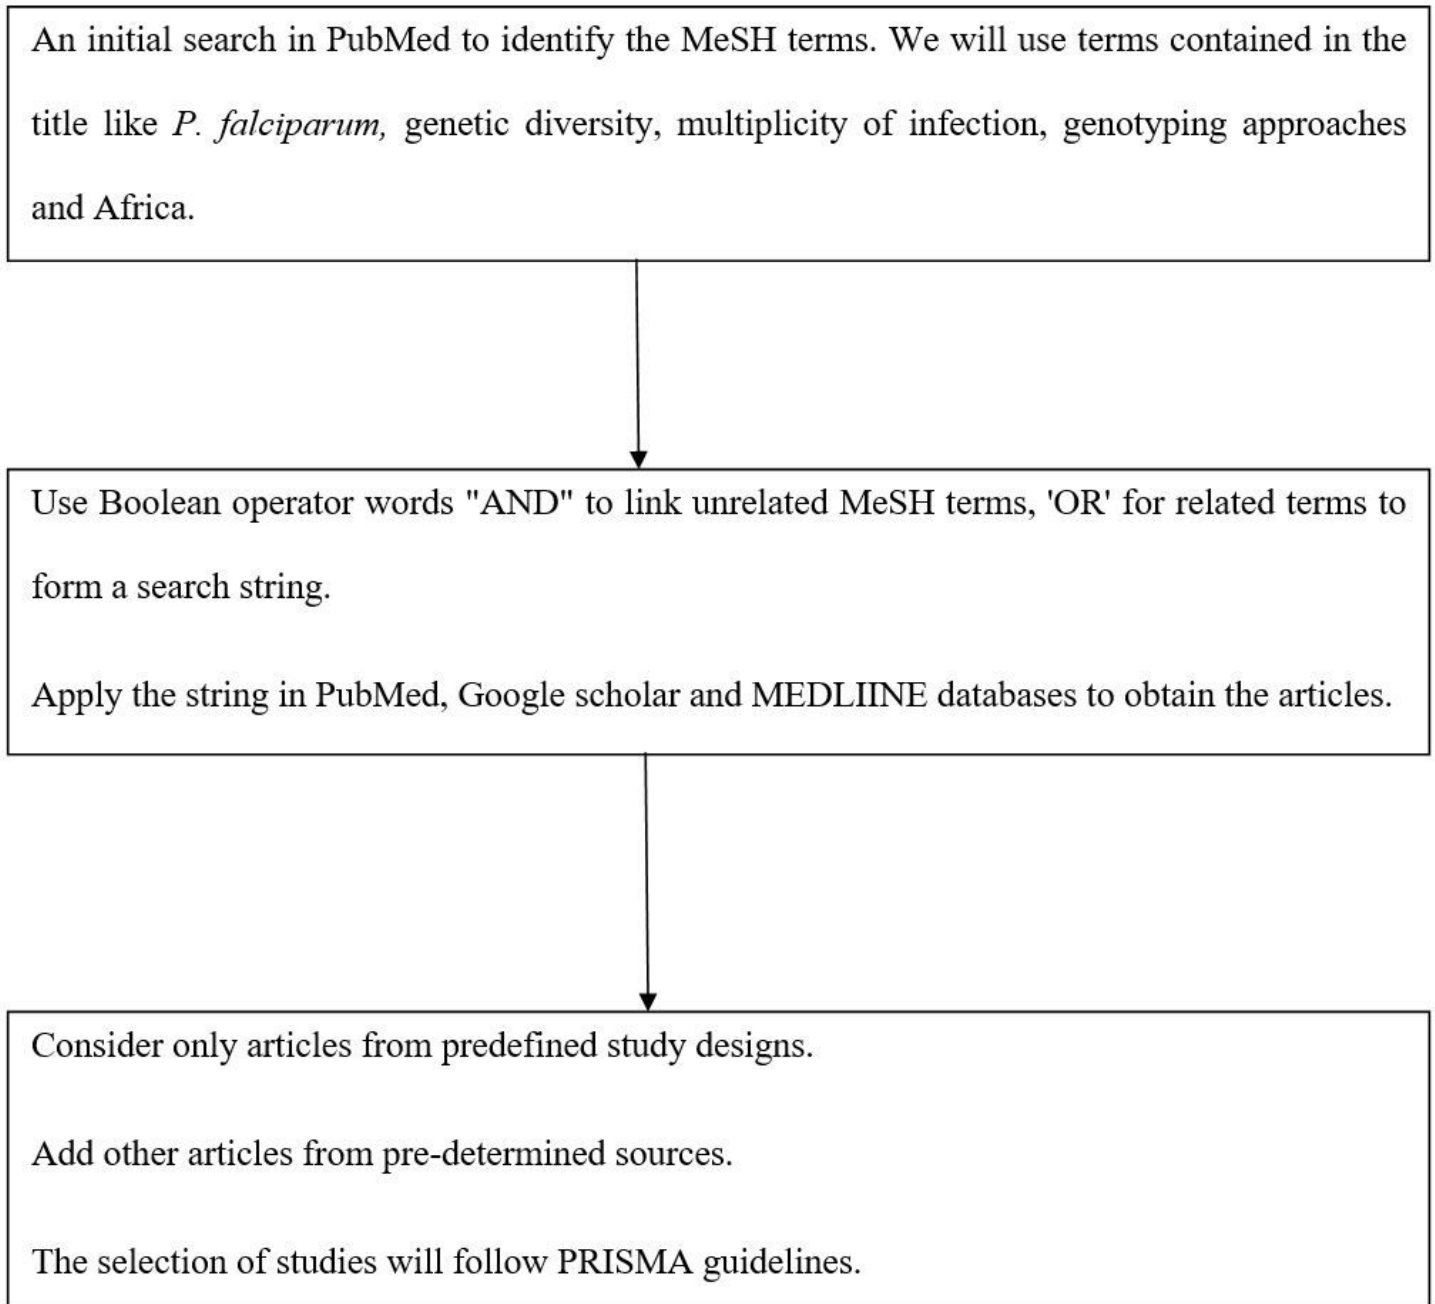 An initial search in PubMed to identify the MeSH terms. We will use terms contained in the
title like P. falciparum, genetic diversity, multiplicity of infection, genotyping approaches
and Africa.
Use Boolean operator words "AND" to link unrelated MeSH terms, 'OR' for related terms to
form a search string.
Apply the string in PubMed, Google scholar and MEDLIINE databases to obtain the articles.
Consider only articles from predefined study designs.
Add other articles from pre-determined sources.
The selection of studies will follow PRISMA guidelines.